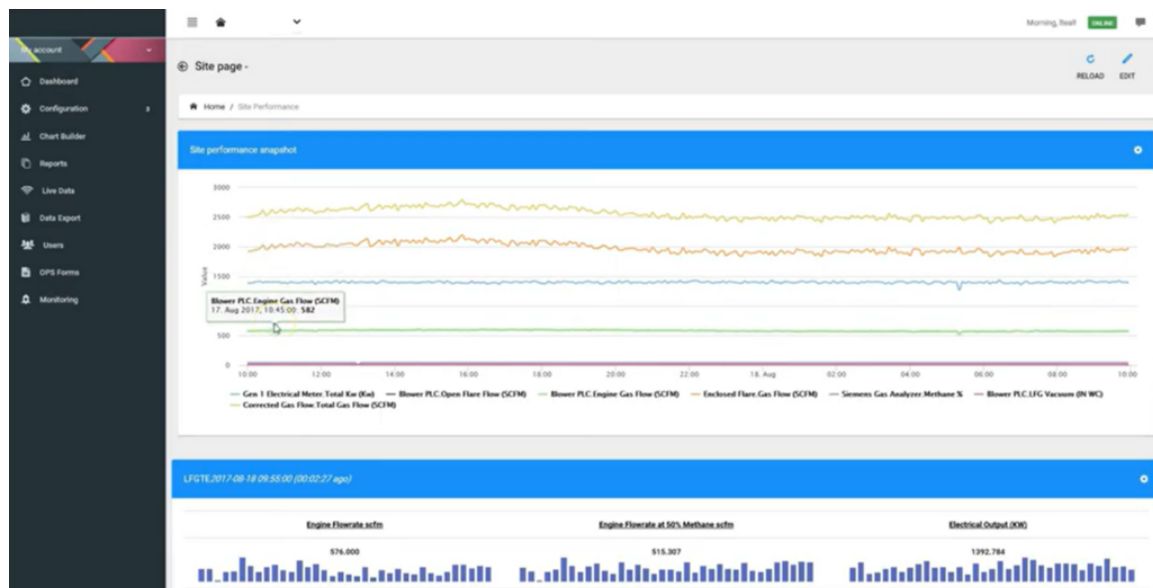 Morning, Itealt ONLINE
My account
Dashboard
Configuration
Chart Builder
Reports
Live Data
Data Export
Users
OPS Forms
Monitoring
Site page -
RELOAD EDIT
Home / Site Performance
Site performance snapshot
3000
2500
2000
1500
500
0
Value
Blower PLC.Engine Gas Flow (SCFM)
17. Aug 2017, 10:45:00: 582
10:00 12:00 14:00 16:00 18:00 20:00 22:00 18. Aug 02:00 04:00 06:00 08:00 10:00
Gen 1 Electrical Meter.Total Kw (Kw) Blower PLC.Open Flare Flow (SCFM) Blower PLC.Engine Gas Flow (SCFM) Enclosed Flare.Gas Flow (SCFM) Siemens Gas Analyzer.Methane % Blower PLC.LFG Vacuum (IN WC)
Corrected Gas Flow.Total Gas Flow (SCFM)
LFGTE,2017-08-18 09:55:00 (00:02:27 ago)
Engine Flowrate scfm Engine Flowrate at 50% Methane scfm Electrical Output (KW)
576.000 515.307 1392.784